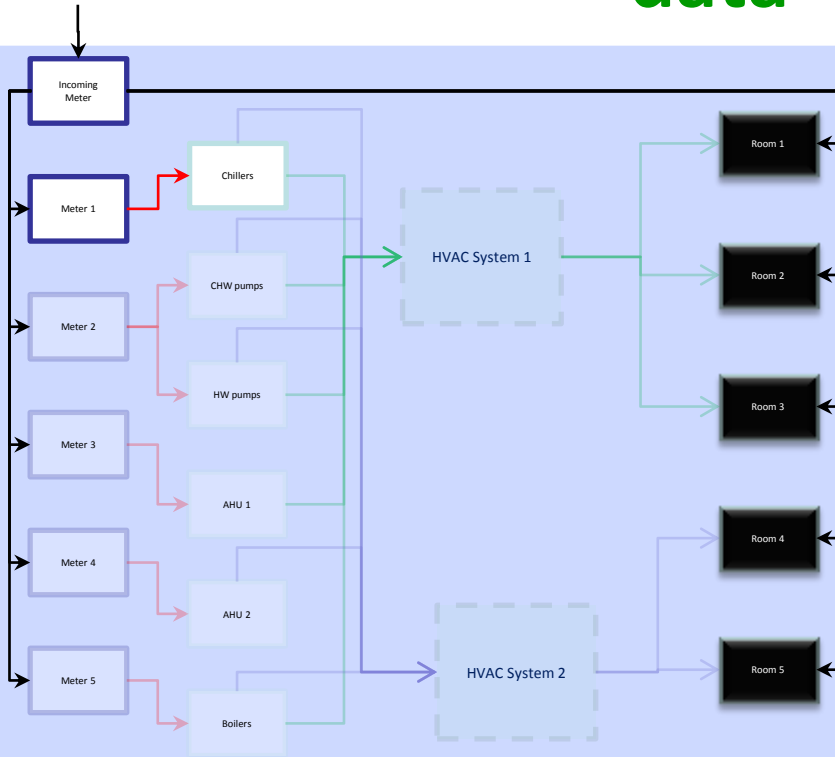 data
Incoming
Meter
Meter 1
Meter 2
Meter 3
Meter 4
Meter 5
Chillers
CHW pumps
HW pumps
AHU 1
AHU 2
Boilers
HVAC System 1
HVAC System 2
Room 1
Room 2
Room 3
Room 4
Room 5